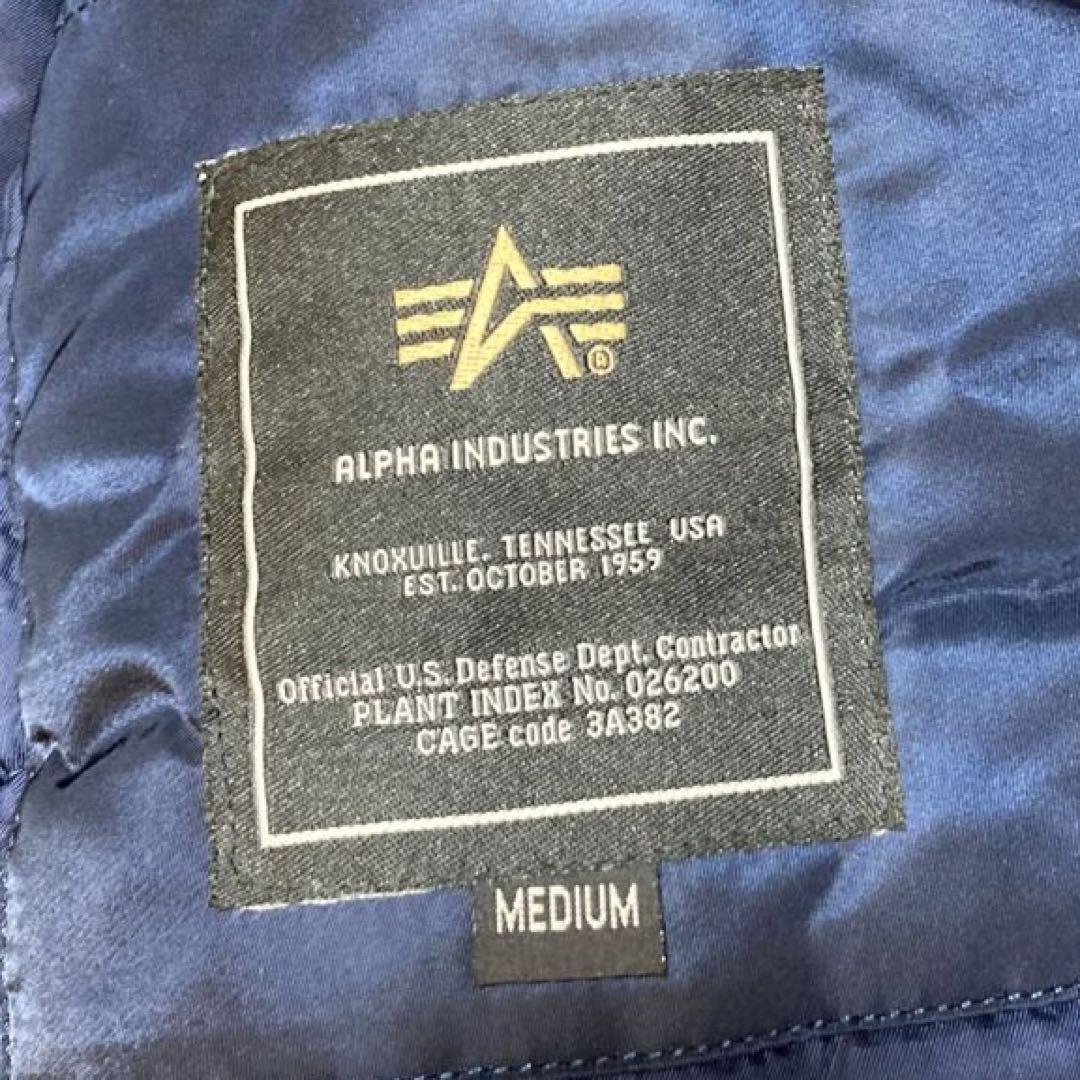 ®
ALPHA INDUSTRIES INC.
KNOXUILLE. TENNESSEE USA
EST. OCTOBER 1959
Official U.S. Defense Dept. Contractor
PLANT INDEX No. 026200
CAGE code 3A382
MEDIUM